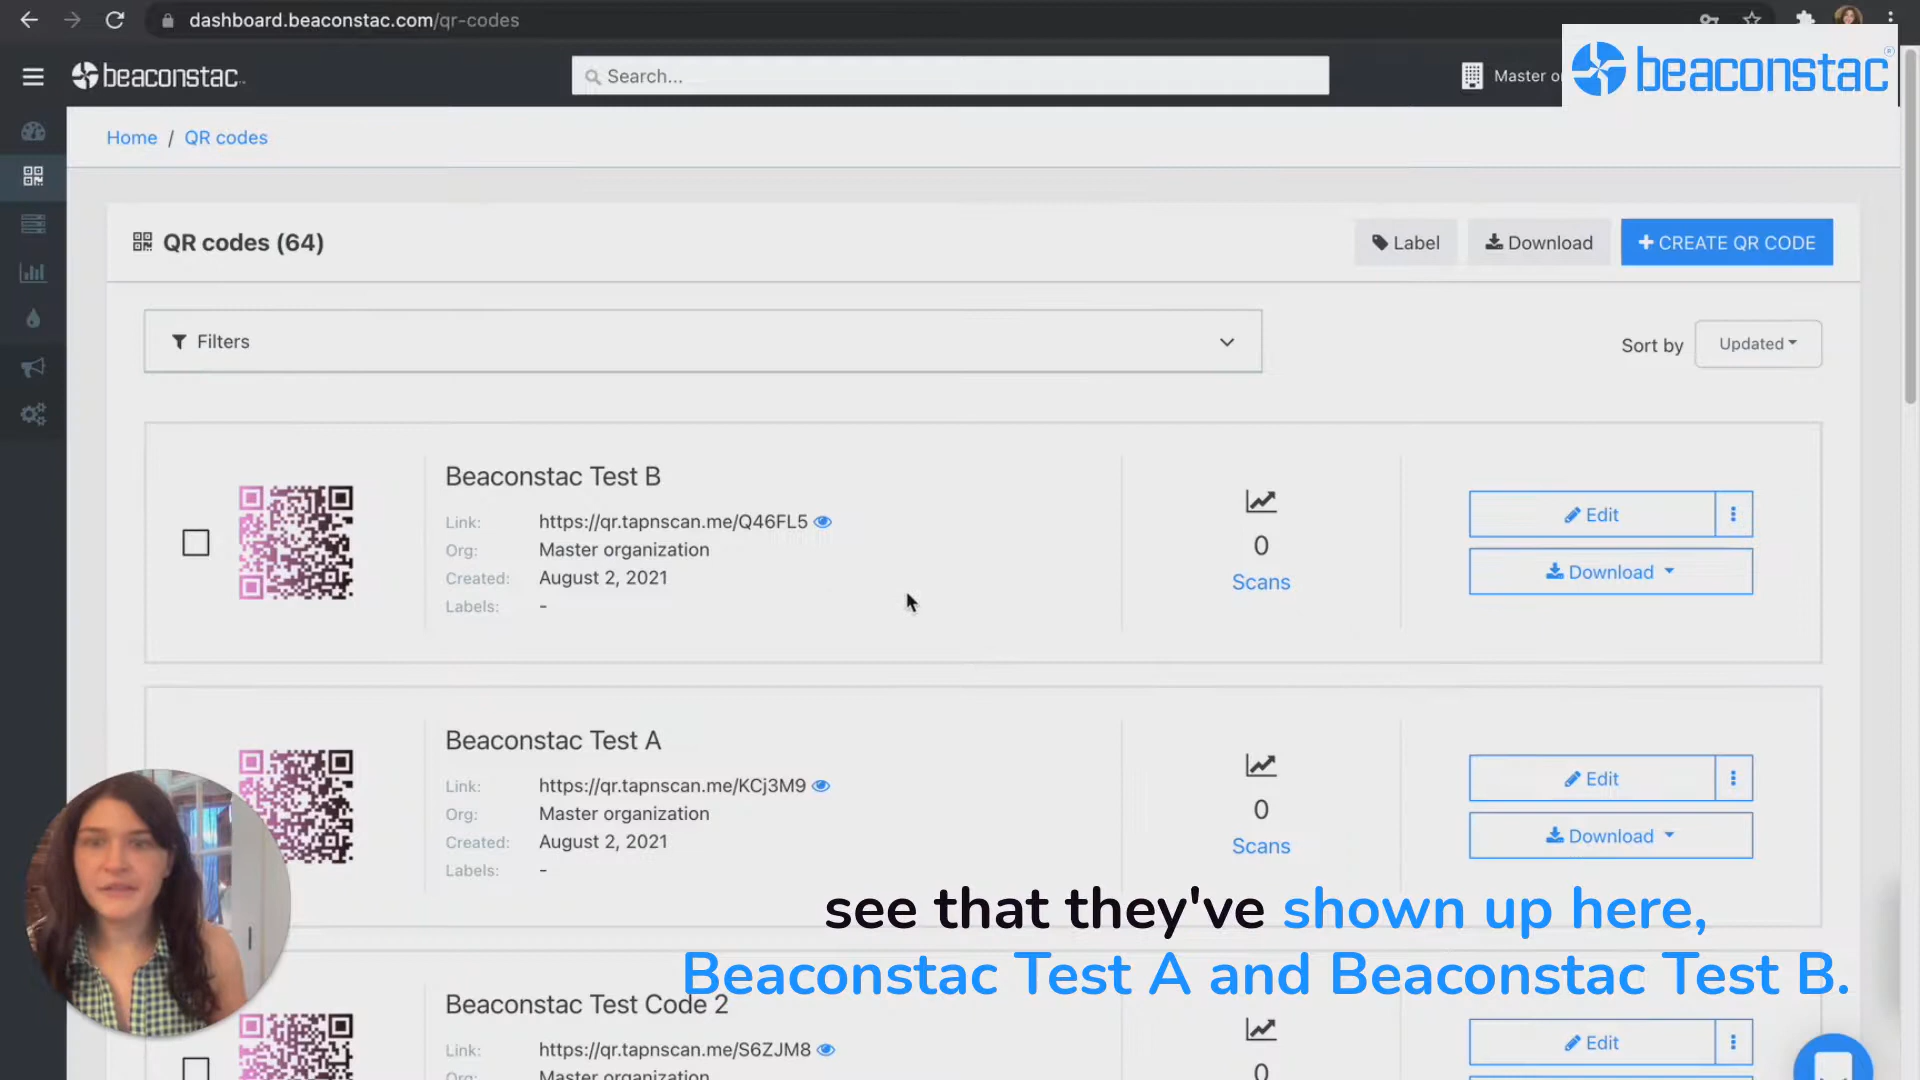 dashboard.beaconstac.com/qr-codes
beaconstac
Search...
Master
beaconstac
Home / QR codes
QR codes (64)
Label
Download
+ CREATE QR CODE
Filters
Sort by
Updated
Beaconstac Test B
Link: https://qr.tapnscan.me/Q46FL5
Org: Master organization
Created: August 2, 2021
Labels: -
0
Scans
Edit
Download
Beaconstac Test A
Link: https://qr.tapnscan.me/KCj3M9
Org: Master organization
Created: August 2, 2021
Labels: -
0
Scans
Edit
Download
see that they've shown up here,
Beaconstac Test A and Beaconstac Test B.
Beaconstac Test Code 2
Link: https://qr.tapnscan.me/S6ZJM8
Org: Master organization
0
Edit